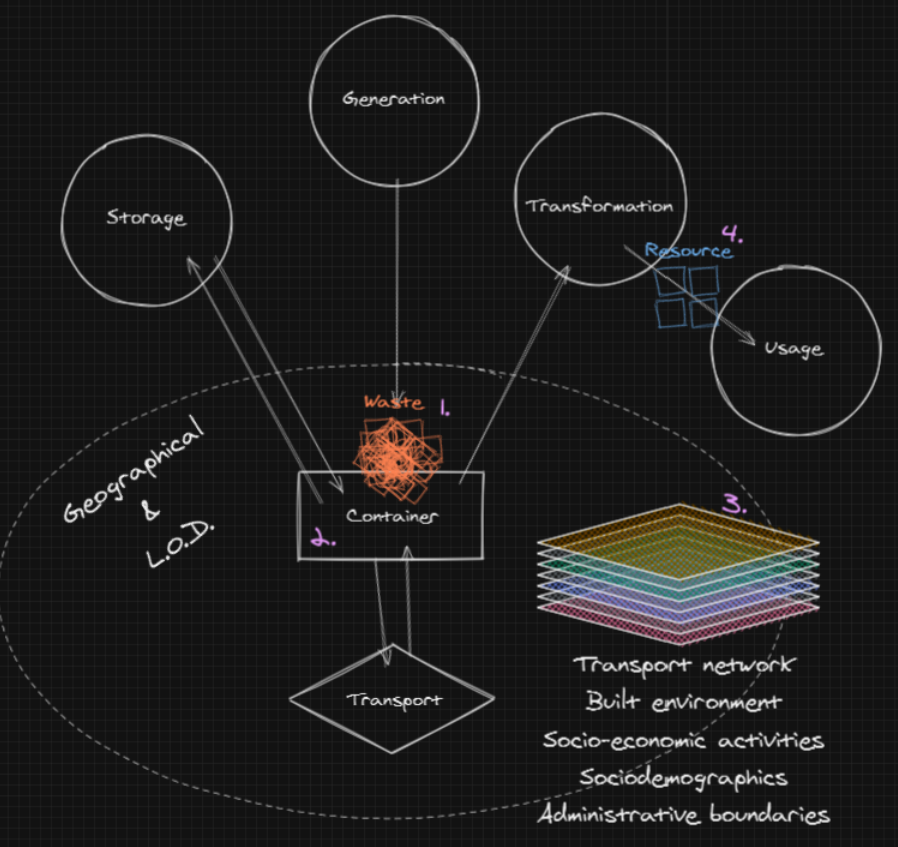 Generation
Storage
Transformation
4.
Resource
Usage
Waste 1.
Geographical
&
L.O.D.
Container
2.
3.
Transport
Transport network
Built environment
Socio-economic activities
Sociodemographics
Administrative boundaries